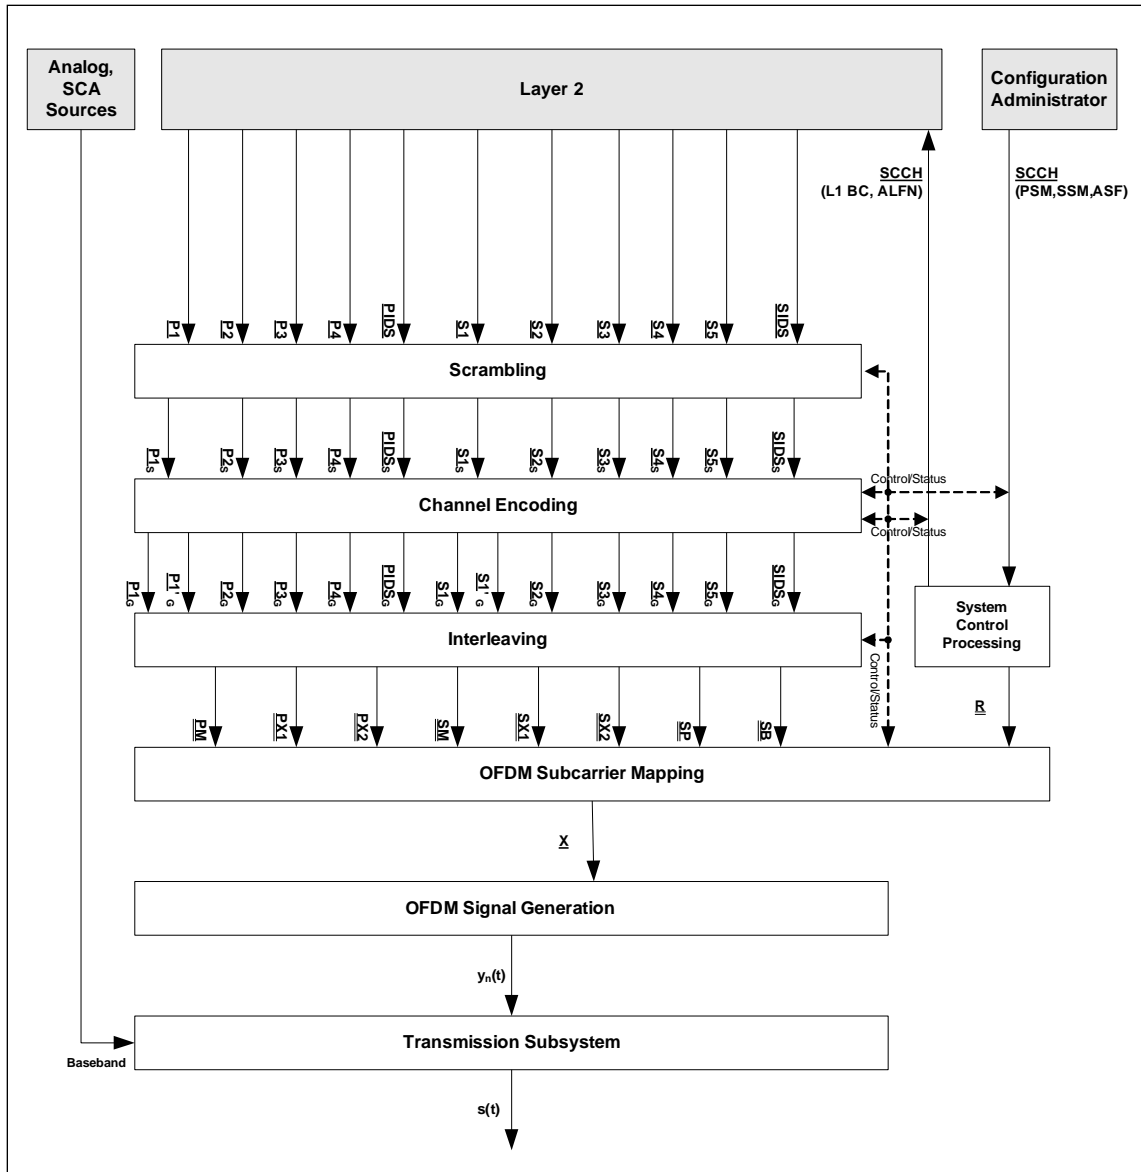 Analog,
SCA
Sources
Layer 2
Configuration
Administrator
SCCH
(L1 BC, ALFN)
SCCH
(PSM,SSM,ASF)
P1
P2
P3
P4
PIDS
S1
S2
S3
S4
S5
SIDS
Scrambling
P1S
P2S
P3S
P4S
PIDSS
S1S
S2S
S3S
S4S
S5S
SIDSS
Control/Status
Channel Encoding
Control/Status
P1G
P1'G
P2G
P3G
P4G
PIDSG
S1G
S1'G
S2G
S3G
S4G
S5G
SIDSG
System
Control
Processing
Interleaving
Control/Status
PM
PX1
PX2
SM
SX1
SX2
SP
SB
R
OFDM Subcarrier Mapping
X
OFDM Signal Generation
yn(t)
Transmission Subsystem
Baseband
s(t)